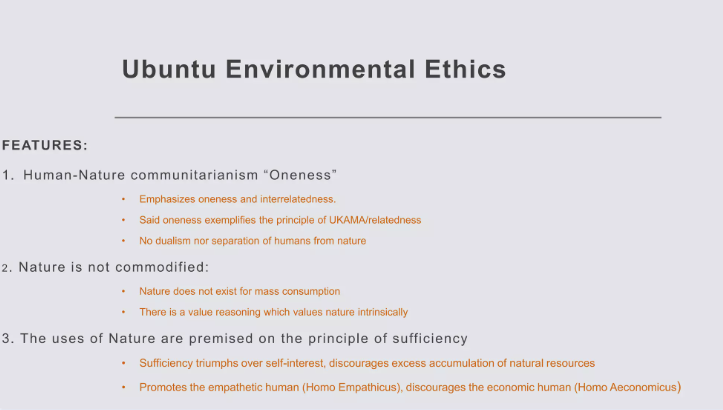 Ubuntu Environmental Ethics
FEATURES:
1. Human-Nature communitarianism “Oneness”
• Emphasizes oneness and interrelatedness.
• Said oneness exemplifies the principle of UKAMA/relatedness
• No dualism nor separation of humans from nature
2. Nature is not commodified:
• Nature does not exist for mass consumption
• There is a value reasoning which values nature intrinsically
3. The uses of Nature are premised on the principle of sufficiency
• Sufficiency triumphs over self-interest, discourages excess accumulation of natural resources
• Promotes the empathetic human (Homo Empathicus), discourages the economic human (Homo Aeconomicus)